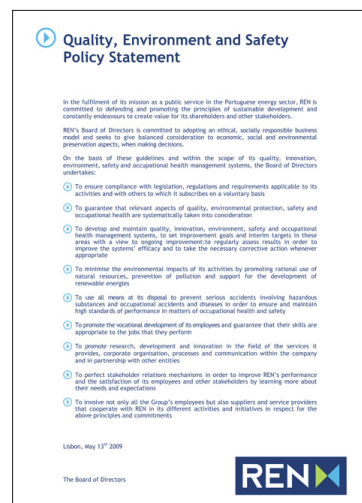 Quality, Environment and Safety
Policy Statement
In the fulfilment of its mission as a public service in the Portuguese energy sector, REN is
committed to defending and promoting the principles of sustainable development and
constantly endeavours to create value for its shareholders and other stakeholders.
REN's Board of Directors is committed to adopting an ethical, socially responsible business
model and seeks to give balanced consideration to economic, social and environmental
preservation aspects, when making decisions.
On the basis of these guidelines and within the scope of its quality, innovation,
environment, safety and occupational health management systems, the Board of Directors
undertakes:
To ensure compliance with legislation, regulations and requirements applicable to its
activities and with others to which it subscribes on a voluntary basis
To guarantee that relevant aspects of quality, environmental protection, safety and
occupational health are systematically taken into consideration
To develop and maintain quality, innovation, environment, safety and occupational
health management systems, to set improvement goals and interim targets in these
areas with a view to ongoing improvement;to regularly assess results in order to
improve the systems' efficacy and to take the necessary corrective action whenever
appropriate
To minimise the environmental impacts of its activities by promoting rational use of
natural resources, prevention of pollution and support for the development of
renewable energies
To use all means at its disposal to prevent serious accidents involving hazardous
substances and occupational accidents and diseases in order to ensure and maintain
high standards of performance in matters of occupational health and safety
To promote the vocational development of its employees and guarantee that their skills are
appropriate to the jobs that they perform
To promote research, development and innovation in the field of the services it
provides, corporate organisation, processes and communication within the company
and in partnership with other entities
To perfect stakeholder relations mechanisms in order to improve REN's performance
and the satisfaction of its employees and other stakeholders by learning more about
their needs and expectations
To involve not only all the Group's employees but also suppliers and service providers
that cooperate with REN in its different activities and initiatives in respect for the
above principles and commitments
Lisbon, May 13th 2009
The Board of Directors
REN